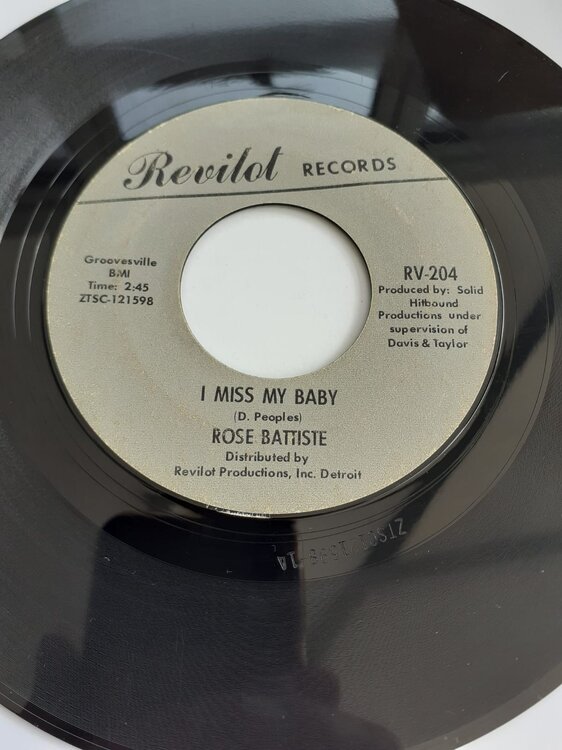 Revilot RECORDS
Groovesville
BMI
Time: 2:45
ZTSC-121598
RV-204
Produced by: Solid
Hitbound
Productions under
supervision of
Davis & Taylor
I MISS MY BABY
(D. Peoples)
ROSE BATTISTE
Distributed by
Revilot Productions, Inc. Detroit